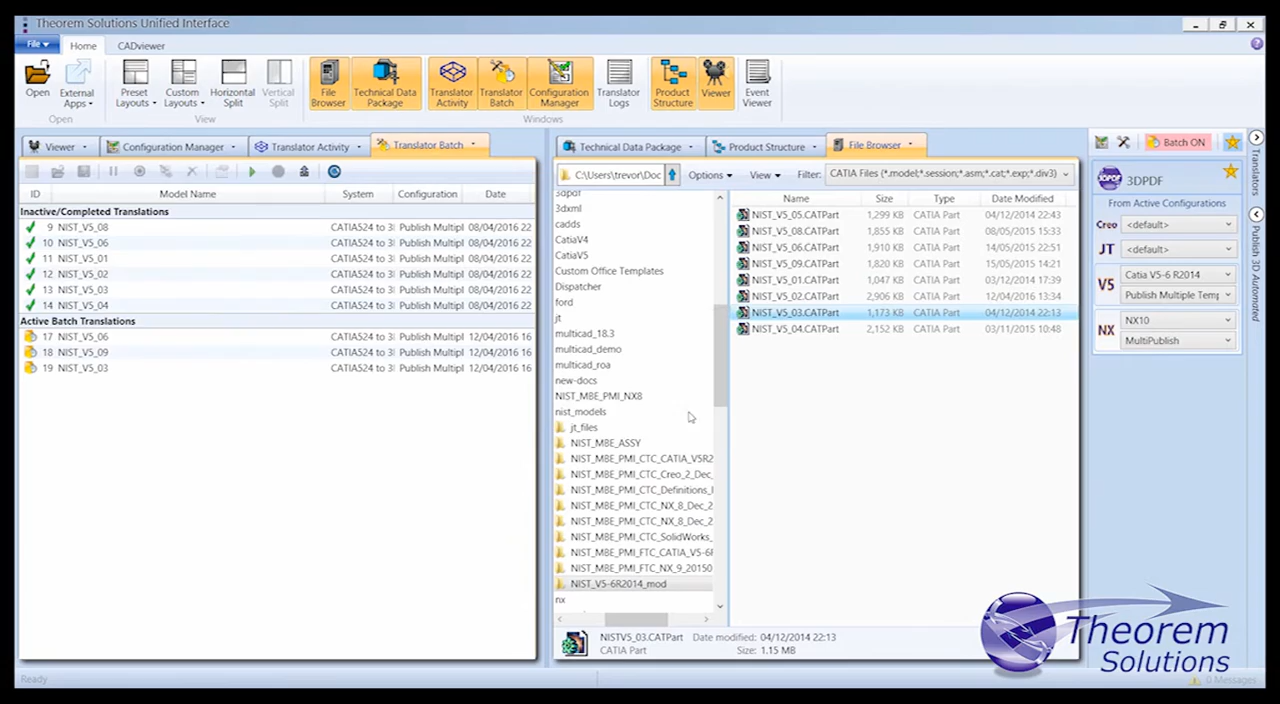 Theorem Solutions Unified Interface
File Home CADviewer
Open External Apps Preset Layouts Custom Layouts Horizontal Split Vertical Split File Browser Technical Data Package Translator Activity Translator Batch Configuration Manager Translator Logs Product Structure Viewer Event Viewer
Open View Windows
Viewer Configuration Manager Translator Activity Translator Batch
ID Model Name System Configuration Date
Inactive/Completed Translations
9 NIST_V5_08 CATIA524 to 3I Publish Multipl 08/04/2016 22
10 NIST_V5_06 CATIA524 to 3I Publish Multipl 08/04/2016 22
11 NIST_V5_01 CATIA524 to 3I Publish Multipl 08/04/2016 22
12 NIST_V5_02 CATIA524 to 3I Publish Multipl 08/04/2016 22
13 NIST_V5_03 CATIA524 to 3I Publish Multipl 08/04/2016 22
14 NIST_V5_04 CATIA524 to 3I Publish Multipl 08/04/2016 22
Active Batch Translations
17 NIST_V5_06 CATIA524 to 3I Publish Multipl 12/04/2016 16
18 NIST_V5_09 CATIA524 to 3I Publish Multipl 12/04/2016 16
19 NIST_V5_03 CATIA524 to 3I Publish Multipl 12/04/2016 16
Technical Data Package Product Structure File Browser
C:\Users\trevor\Doc Options View Filter: CATIA Files (*.model;*.session;*.asm;*.cat;*.exp;*.div3)
3dpdf
3dxml
cadds
CatiaV4
CatiaV5
Custom Office Templates
Dispatcher
ford
jt
multicad_18.3
multicad_demo
multicad_roa
new-docs
NIST_MBE_PMI_NX8
nist_models
jt_files
NIST_MBE_ASSY
NIST_MBE_PMI_CTC_CATIA_V5R2
NIST_MBE_PMI_CTC_Creo_2_Dec_
NIST_MBE_PMI_CTC_Definitions_I
NIST_MBE_PMI_CTC_NX_8_Dec_2
NIST_MBE_PMI_CTC_NX_8_Dec_2
NIST_MBE_PMI_CTC_SolidWorks_
NIST_MBE_PMI_FTC_CATIA_V5-6F
NIST_MBE_PMI_FTC_NX_9_20150
NIST_V5-6R2014_mod
nx
Name Size Type Date Modified
NIST_V5_05.CATPart 1,299 KB CATIA Part 04/12/2014 22:43
NIST_V5_08.CATPart 1,855 KB CATIA Part 08/05/2015 15:33
NIST_V5_06.CATPart 1,910 KB CATIA Part 14/05/2015 22:51
NIST_V5_09.CATPart 1,820 KB CATIA Part 15/05/2015 14:21
NIST_V5_01.CATPart 1,047 KB CATIA Part 03/12/2014 17:39
NIST_V5_02.CATPart 2,906 KB CATIA Part 12/04/2016 13:34
NIST_V5_03.CATPart 1,173 KB CATIA Part 04/12/2014 22:13
NIST_V5_04.CATPart 2,152 KB CATIA Part 03/11/2015 10:48
NISTV5_03.CATPart Date modified: 04/12/2014 22:13
CATIA Part Size: 1.15 MB
Batch ON
3DPDF
From Active Configurations
Creo <default>
JT <default>
V5 Catia V5-6 R2014
Publish Multiple Temp
NX NX10
MultiPublish
Translators
Publish 3D Automated
Theorem
Solutions
Ready
0 Messages